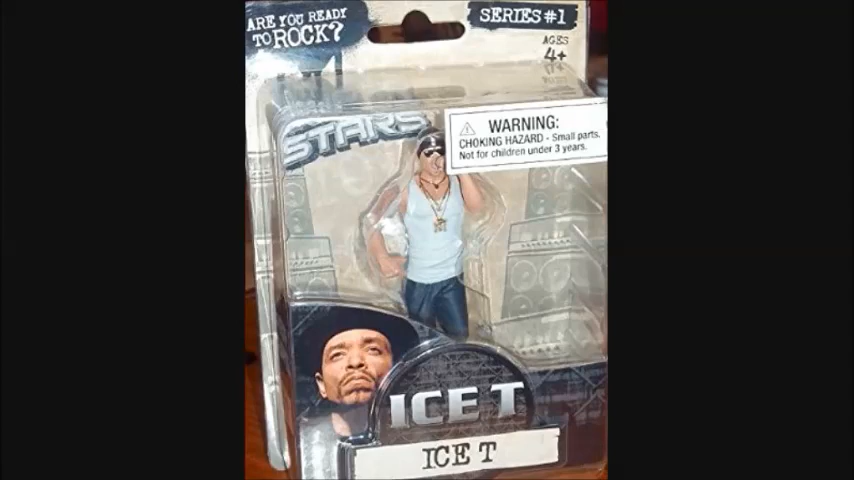 ARE YOU READY
TO ROCK?
SERIES #1
AGES
4+
STARS
WARNING:
CHOKING HAZARD - Small parts.
Not for children under 3 years.
ICE T
ICE T